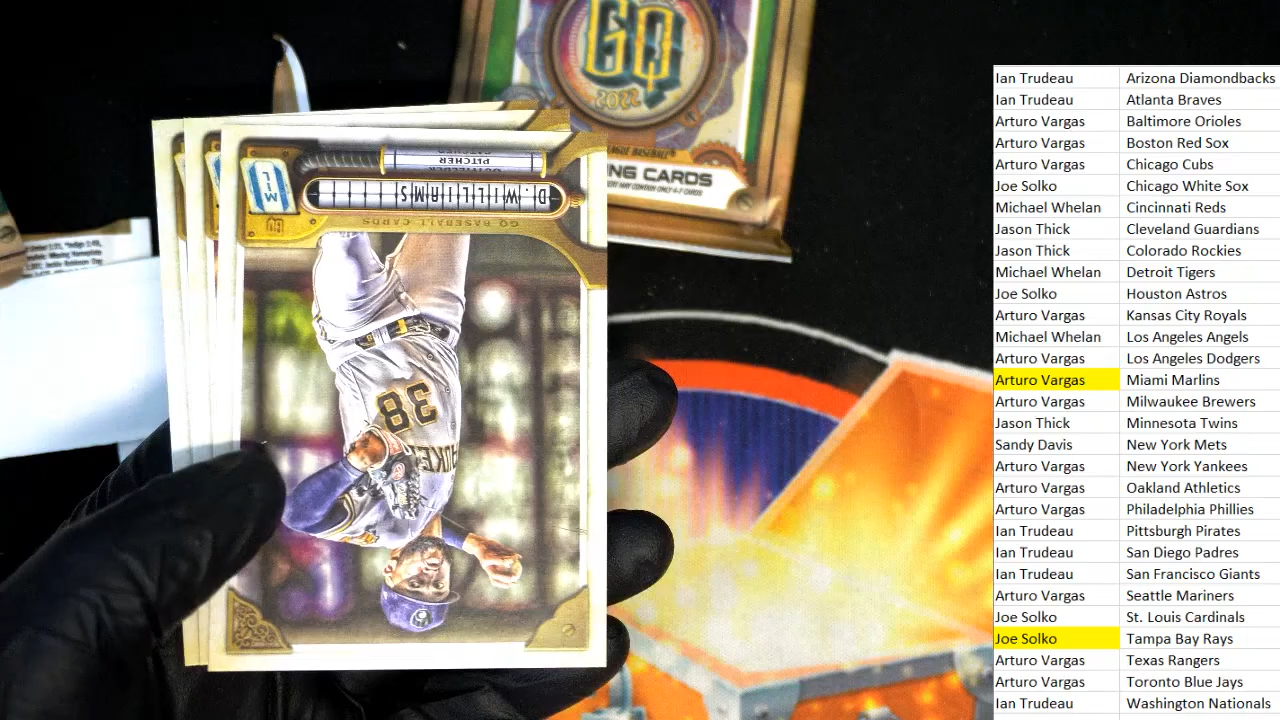 GQ
2022
LEAGUE BASEBALL
NG CARDS
PITCHER
D. WILLIAMS
MIL
GQ BASEBALL CARDS
38
Ian Trudeau Arizona Diamondbacks
Ian Trudeau Atlanta Braves
Arturo Vargas Baltimore Orioles
Arturo Vargas Boston Red Sox
Arturo Vargas Chicago Cubs
Joe Solko Chicago White Sox
Michael Whelan Cincinnati Reds
Jason Thick Cleveland Guardians
Jason Thick Colorado Rockies
Michael Whelan Detroit Tigers
Joe Solko Houston Astros
Arturo Vargas Kansas City Royals
Michael Whelan Los Angeles Angels
Arturo Vargas Los Angeles Dodgers
Arturo Vargas Miami Marlins
Arturo Vargas Milwaukee Brewers
Jason Thick Minnesota Twins
Sandy Davis New York Mets
Arturo Vargas New York Yankees
Arturo Vargas Oakland Athletics
Arturo Vargas Philadelphia Phillies
Ian Trudeau Pittsburgh Pirates
Ian Trudeau San Diego Padres
Ian Trudeau San Francisco Giants
Arturo Vargas Seattle Mariners
Joe Solko St. Louis Cardinals
Joe Solko Tampa Bay Rays
Arturo Vargas Texas Rangers
Arturo Vargas Toronto Blue Jays
Ian Trudeau Washington Nationals